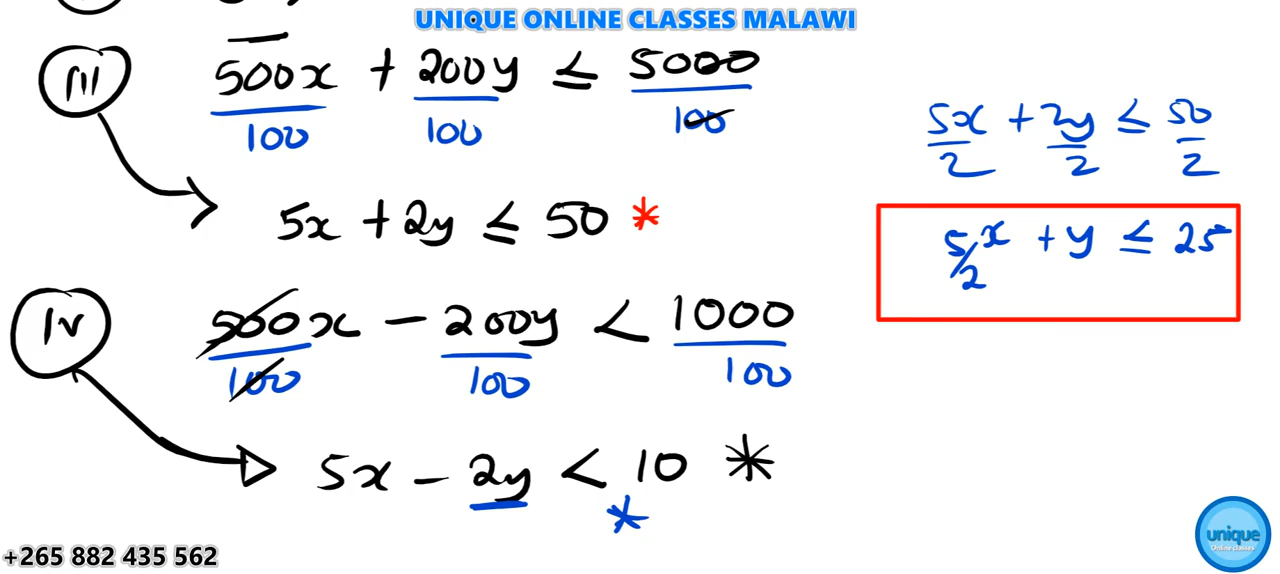 UNIQUE ONLINE CLASSES MALAWI
III 500x + 200y ≤ 5000
100 100 100
5x + 2y ≤ 50 *
IV 500x - 200y < 1000
100 100 100
5x - 2y < 10 *
*
5x + 2y ≤ 50
2 2 2
5/2 x + y ≤ 25
+265 882 435 562
unique
Online classes